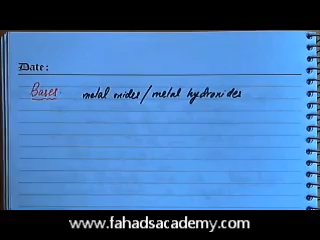 Date:
Bases. metal oxides / metal hydroxides
www.fahadsacademy.com